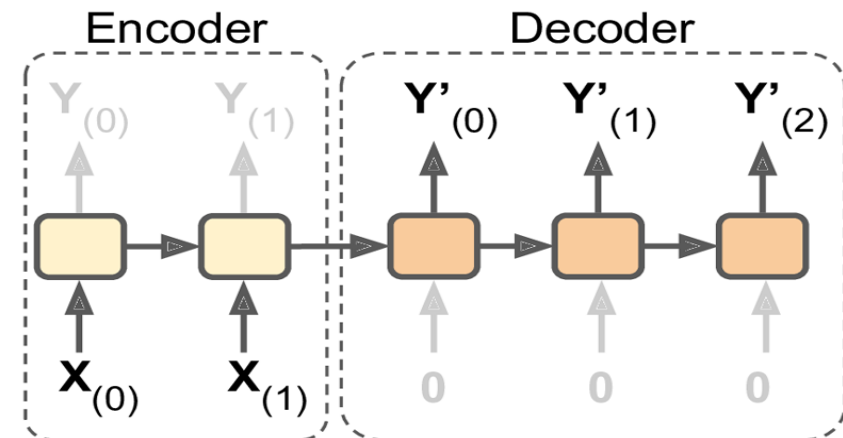 Encoder Decoder
Y(0) Y(1) Y'(0) Y'(1) Y'(2)
X(0) X(1) 0 0 0